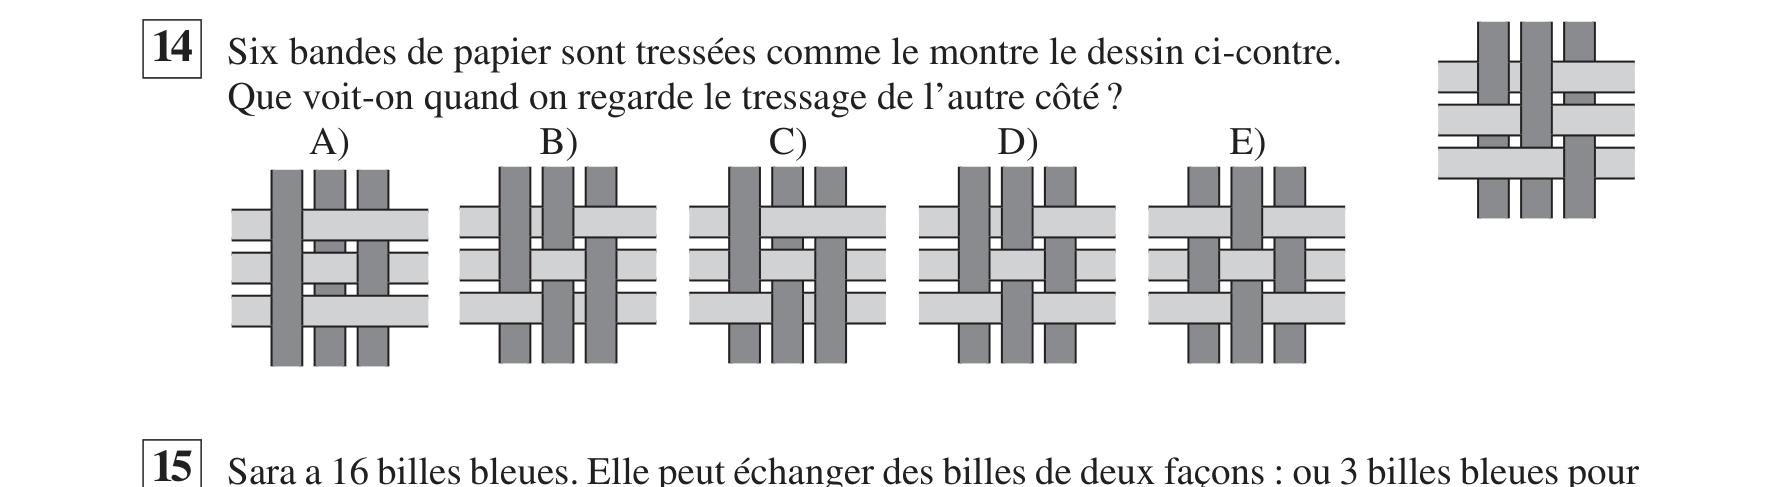 14 Six bandes de papier sont tressées comme le montre le dessin ci-contre.
Que voit-on quand on regarde le tressage de l’autre côté ?
A) B) C) D) E)
15 Sara a 16 billes bleues. Elle peut échanger des billes de deux façons : ou 3 billes bleues pour